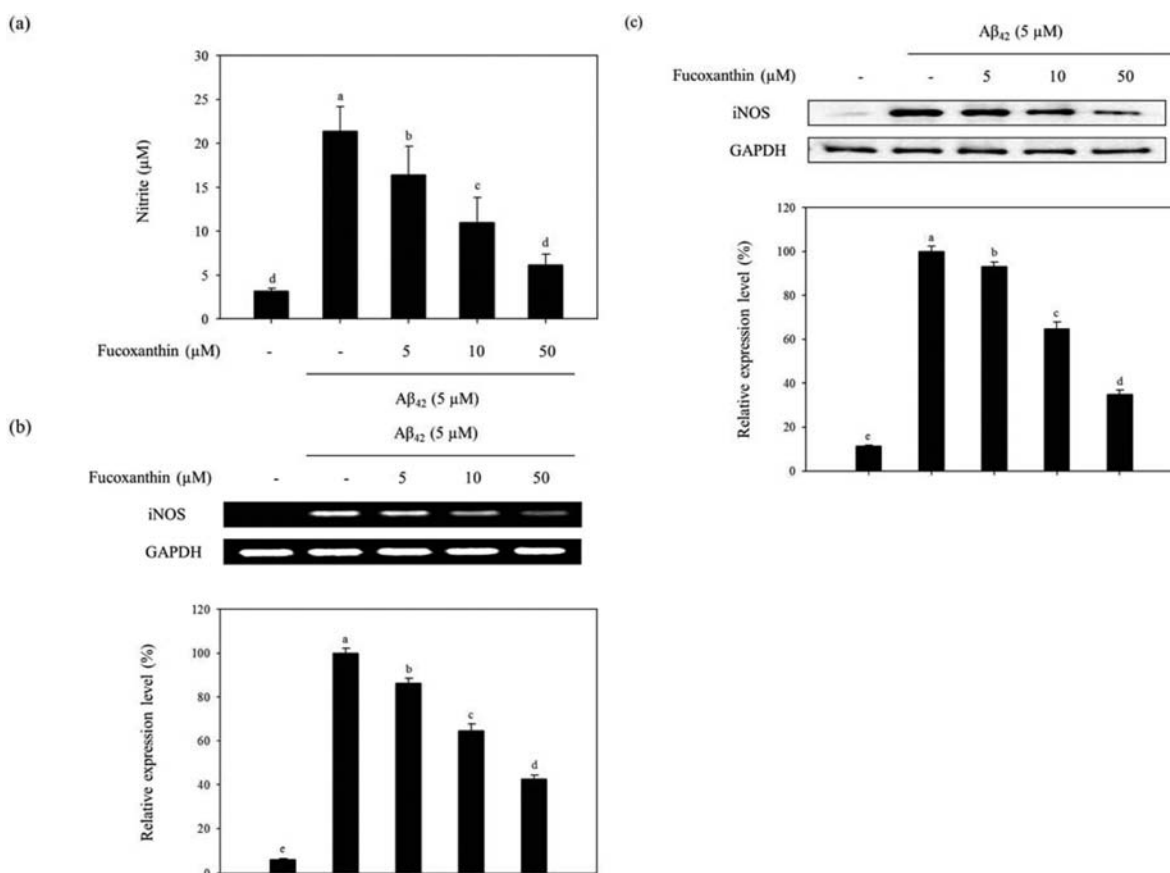 (a)
30
25
20
15
10
5
0
Nitrite (µM)
d
a
b
c
d
Fucoxanthin (µM) - - 5 10 50
Aβ42 (5 µM)
(b)
Aβ42 (5 µM)
Fucoxanthin (µM) - - 5 10 50
iNOS
GAPDH
120
100
80
60
40
20
0
Relative expression level (%)
e
a
b
c
d
(c)
Aβ42 (5 µM)
Fucoxanthin (µM) - - 5 10 50
iNOS
GAPDH
120
100
80
60
40
20
0
Relative expression level (%)
e
a
b
c
d